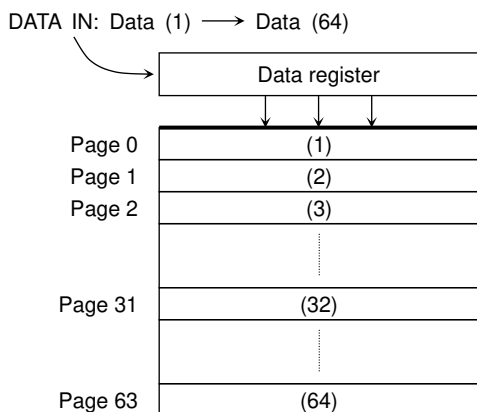 DATA IN: Data (1) → Data (64)
Data register
Page 0 (1)
Page 1 (2)
Page 2 (3)
Page 31 (32)
Page 63 (64)